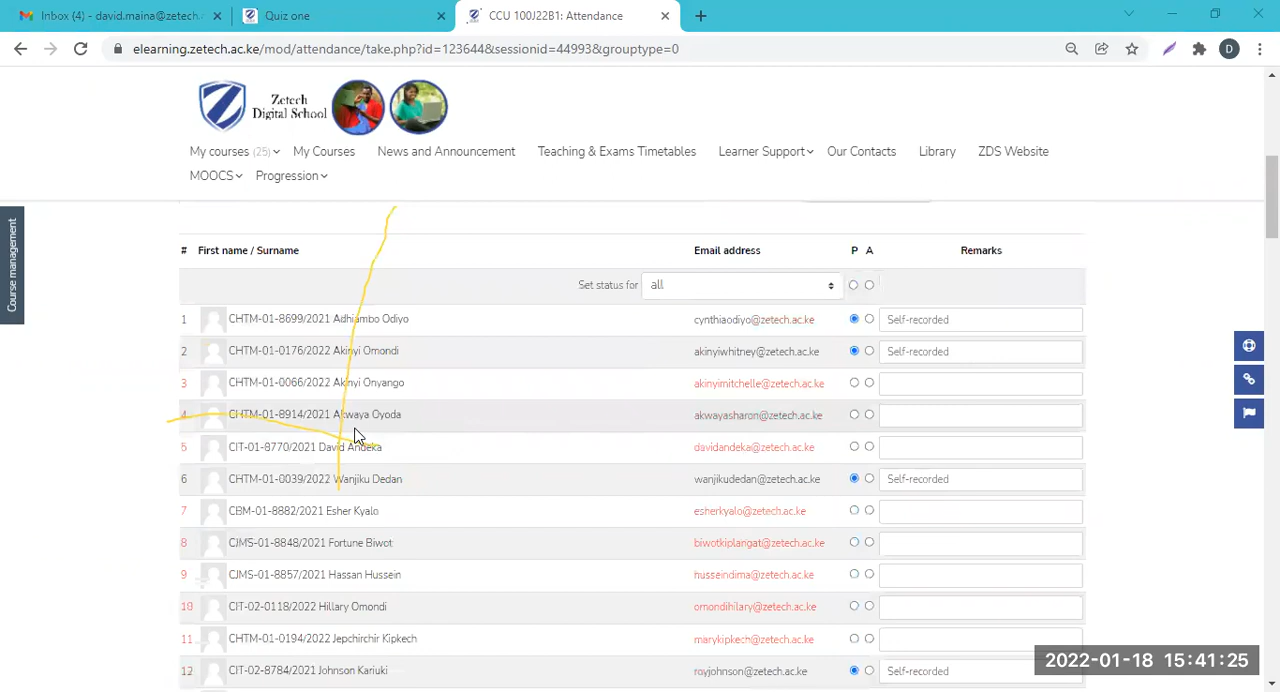 Inbox (4) - david.maina@zetech.
Quiz one
CCU 100J22B1: Attendance
elearning.zetech.ac.ke/mod/attendance/take.php?id=123644&sessionid=44993&grouptype=0
D
Zetech
Digital School
My courses (25) My Courses News and Announcement Teaching & Exams Timetables Learner Support Our Contacts Library ZDS Website
MOOCS Progression
Course management
# First name / Surname Email address P A Remarks
Set status for all
1 CHTM-01-8699/2021 Adhiambo Odiyo cynthiaodiyo@zetech.ac.ke Self-recorded
2 CHTM-01-0176/2022 Akinyi Omondi akinyiwhitney@zetech.ac.ke Self-recorded
3 CHTM-01-0066/2022 Akinyi Onyango akinyimitchelle@zetech.ac.ke
4 CHTM-01-8914/2021 Akwaya Oyoda akwayasharon@zetech.ac.ke
5 CIT-01-8770/2021 David Andeka davidandeka@zetech.ac.ke
6 CHTM-01-0039/2022 Wanjiku Dedan wanjikudedan@zetech.ac.ke Self-recorded
7 CBM-01-8882/2021 Esher Kyalo esherkyalo@zetech.ac.ke
8 CJMS-01-8848/2021 Fortune Biwot biwotkiplangat@zetech.ac.ke
9 CJMS-01-8857/2021 Hassan Hussein husseindima@zetech.ac.ke
10 CIT-02-0118/2022 Hillary Omondi omondihilary@zetech.ac.ke
11 CHTM-01-0194/2022 Jepchirchir Kipkech marykipkech@zetech.ac.ke
12 CIT-02-8784/2021 Johnson Kariuki rayjohnson@zetech.ac.ke Self-recorded
2022-01-18 15:41:25